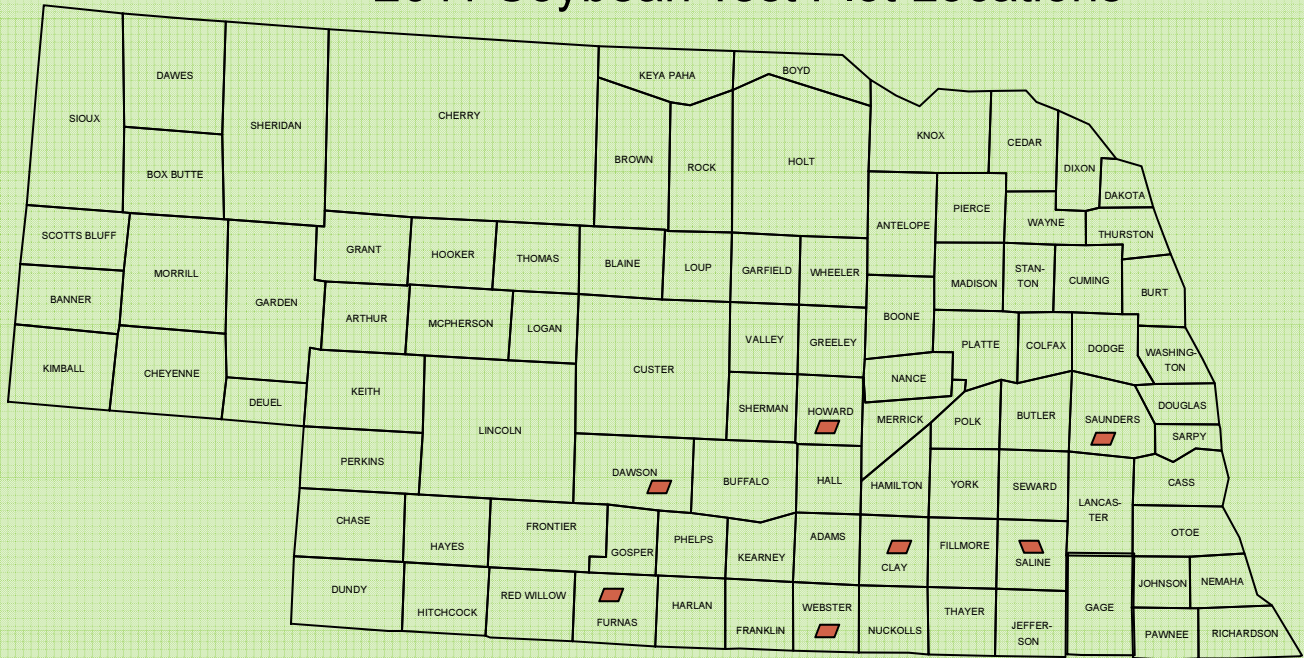 2017 Soybean Test Plot Locations
DAWES
SIOUX
SHERIDAN
BOX BUTTE
CHERRY
KEYA PAHA
BOYD
BROWN
ROCK
HOLT
KNOX
CEDAR
DIXON
DAKOTA
ANTELOPE
PIERCE
WAYNE
THURSTON
SCOTTS BLUFF
MORRILL
BANNER
GARDEN
GRANT
HOOKER
THOMAS
BLAINE
LOUP
GARFIELD
WHEELER
MADISON
STAN-
TON
CUMING
BURT
KIMBALL
CHEYENNE
DEUEL
ARTHUR
MCPHERSON
LOGAN
CUSTER
VALLEY
GREELEY
BOONE
PLATTE
COLFAX
DODGE
WASHING-
TON
NANCE
KEITH
LINCOLN
SHERMAN
HOWARD
MERRICK
POLK
BUTLER
SAUNDERS
DOUGLAS
SARPY
PERKINS
DAWSON
BUFFALO
HALL
HAMILTON
YORK
SEWARD
LANCAS-
TER
CASS
OTOE
CHASE
HAYES
FRONTIER
GOSPER
PHELPS
KEARNEY
ADAMS
CLAY
FILLMORE
SALINE
DUNDY
HITCHCOCK
RED WILLOW
FURNAS
HARLAN
FRANKLIN
WEBSTER
NUCKOLLS
THAYER
JEFFER-
SON
GAGE
JOHNSON
NEMAHA
PAWNEE
RICHARDSON